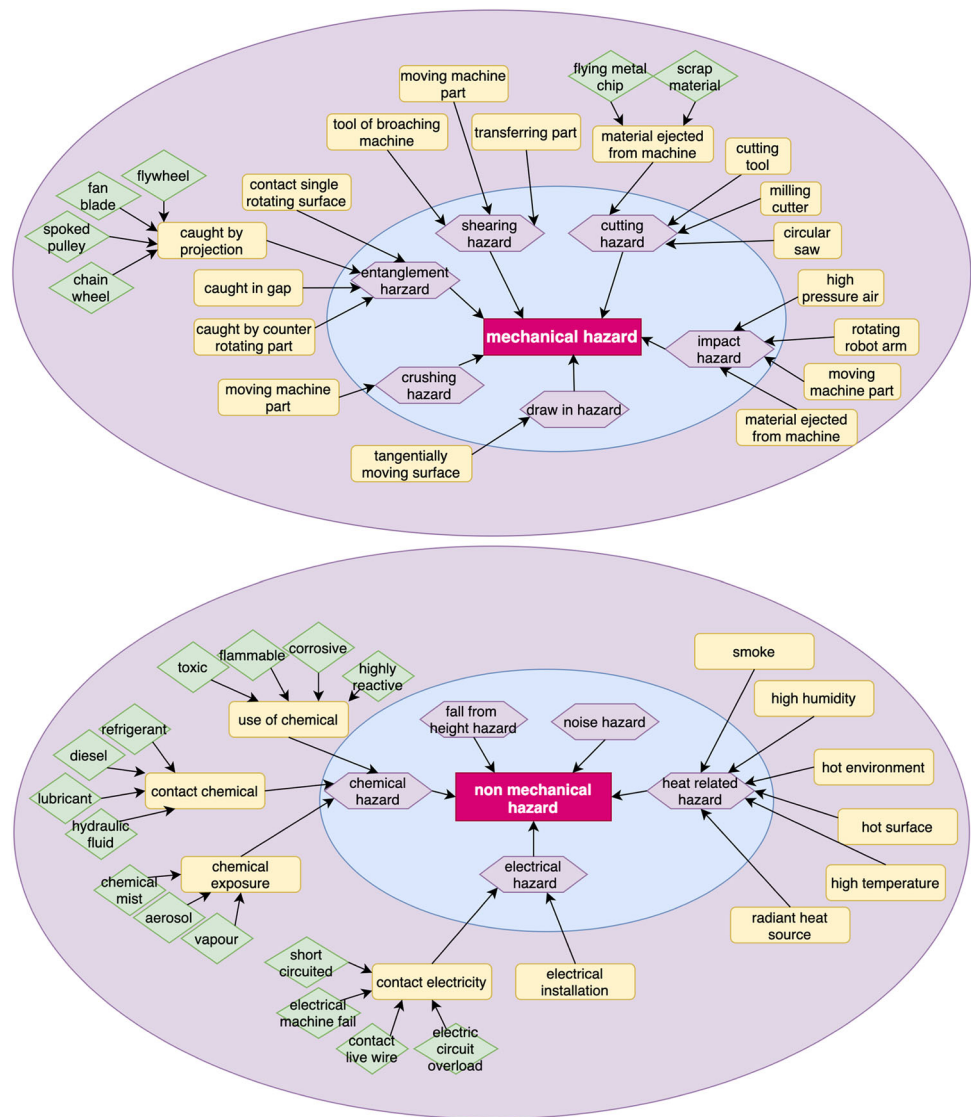 moving machine
part
flying metal
chip
scrap
material
tool of broaching
machine
transferring part
material ejected
from machine
cutting
tool
fan
blade
flywheel
contact single
rotating surface
milling
cutter
spoked
pulley
caught by
projection
shearing
hazard
cutting
hazard
circular
saw
chain
wheel
caught in gap
entanglement
harzard
high
pressure air
caught by counter
rotating part
mechanical hazard
impact
hazard
rotating
robot arm
moving machine
part
crushing
hazard
draw in hazard
moving
machine part
tangentially
moving surface
material ejected
from machine
toxic
flammable
corrosive
highly
reactive
smoke
use of chemical
fall from
height hazard
noise hazard
high humidity
refrigerant
diesel
lubricant
hydraulic
fluid
contact chemical
chemical
hazard
non mechanical
hazard
heat related
hazard
hot environment
hot surface
chemical
exposure
chemical
mist
aerosol
vapour
electrical
hazard
high temperature
radiant heat
source
short
circuited
contact electricity
electrical
installation
electrical
machine fail
contact
live wire
electric
circuit
overload